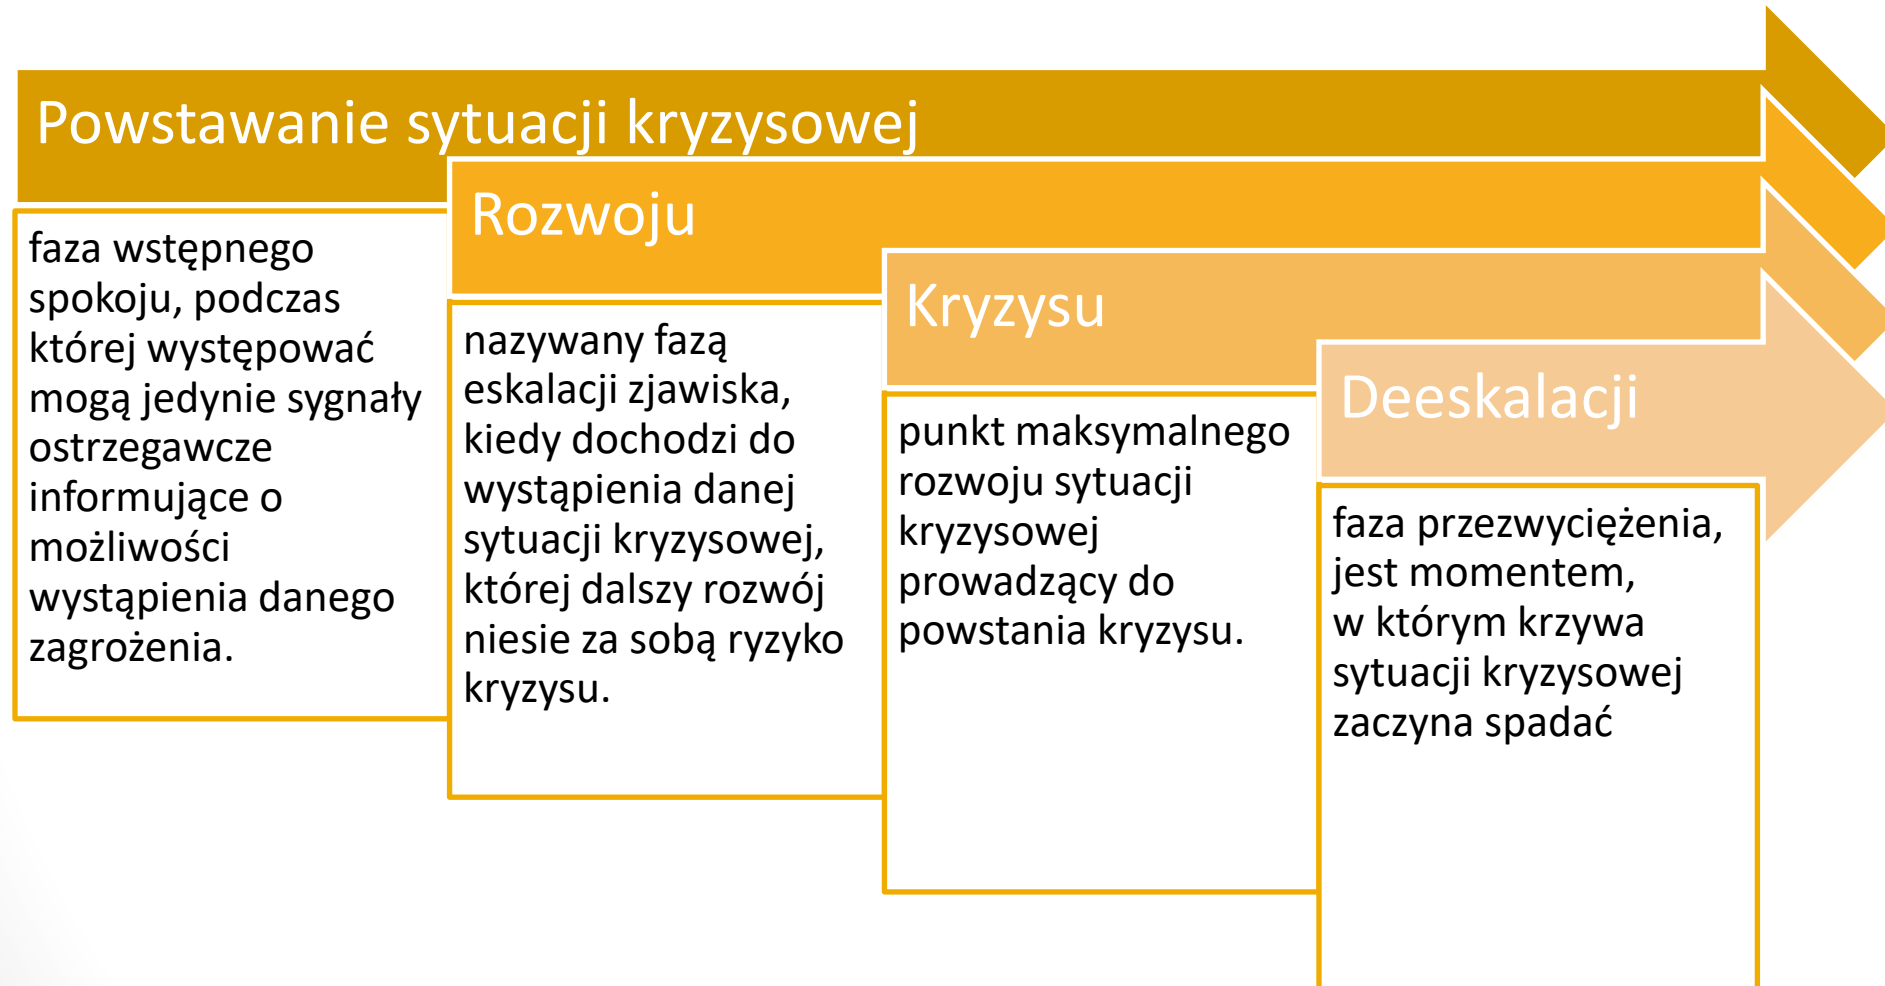 Powstawanie sytuacji kryzysowej
faza wstępnego
spokoju, podczas
której występować
mogą jedynie sygnały
ostrzegawcze
informujące o
możliwości
wystąpienia danego
zagrożenia.
Rozwoju
nazywany fazą
eskalacji zjawiska,
kiedy dochodzi do
wystąpienia danej
sytuacji kryzysowej,
której dalszy rozwój
niesie za sobą ryzyko
kryzysu.
Kryzysu
punkt maksymalnego
rozwoju sytuacji
kryzysowej
prowadzący do
powstania kryzysu.
Deeskalacji
faza przezwyciężenia,
jest momentem,
w którym krzywa
sytuacji kryzysowej
zaczyna spadać